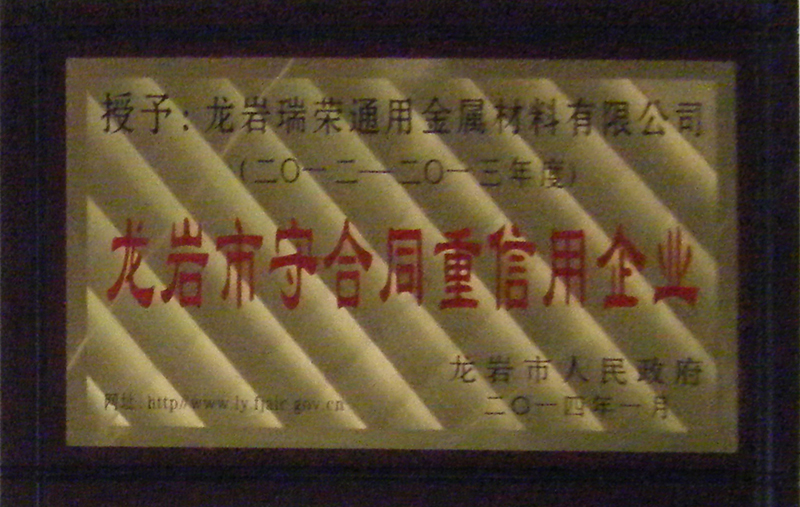 授予：龙岩瑞荣通用金属材料有限公司
(二〇一二—二〇一三年度)
龙岩市守合同重信用企业
龙岩市人民政府
网址：http//www.ly.fjaic.gov.cn
二〇一四年一月